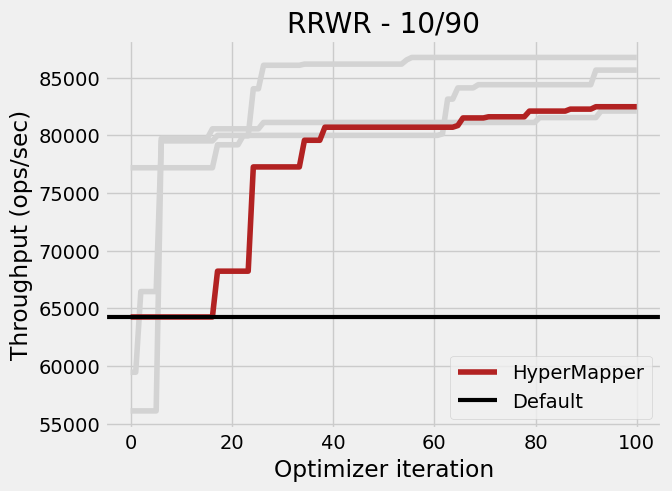 RRWR - 10/90
Throughput (ops/sec)
85000
80000
75000
70000
65000
60000
55000
HyperMapper
Default
0 20 40 60 80 100
Optimizer iteration